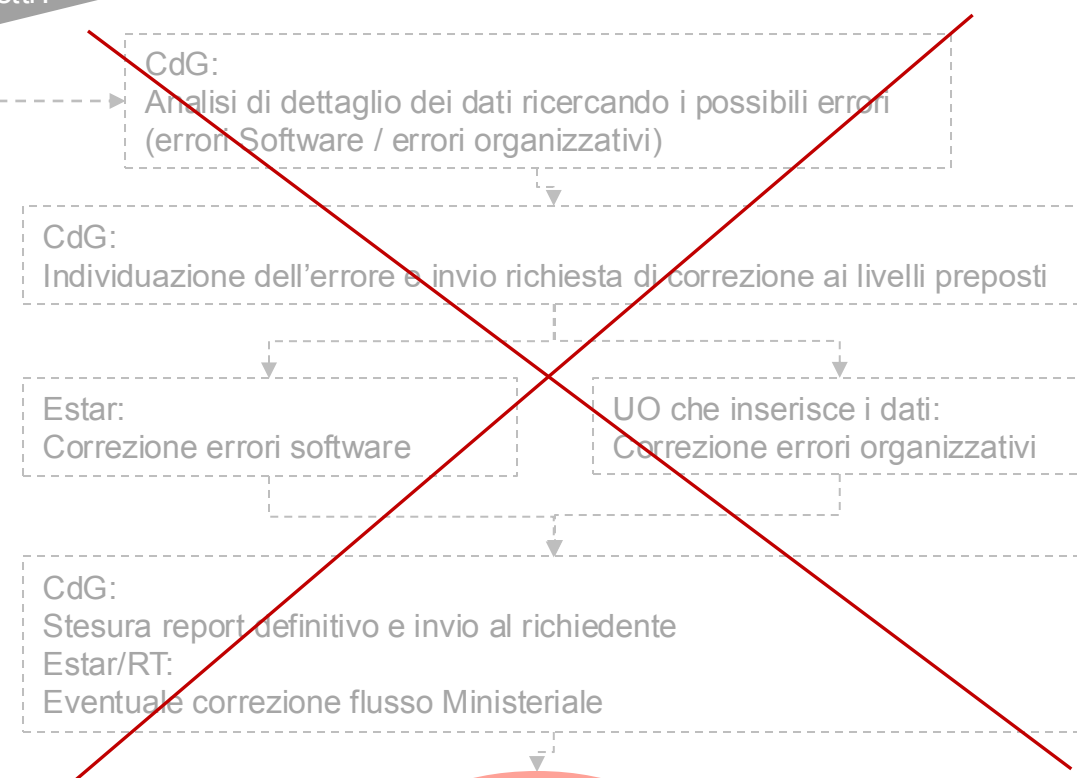 CdG:
Analisi di dettaglio dei dati ricercando i possibili errori
(errori Software / errori organizzativi)
CdG:
Individuazione dell'errore e invio richiesta di correzione ai livelli preposti
Estar:
Correzione errori software
UO che inserisce i dati:
Correzione errori organizzativi
CdG:
Stesura report definitivo e invio al richiedente
Estar/RT:
Eventuale correzione flusso Ministeriale